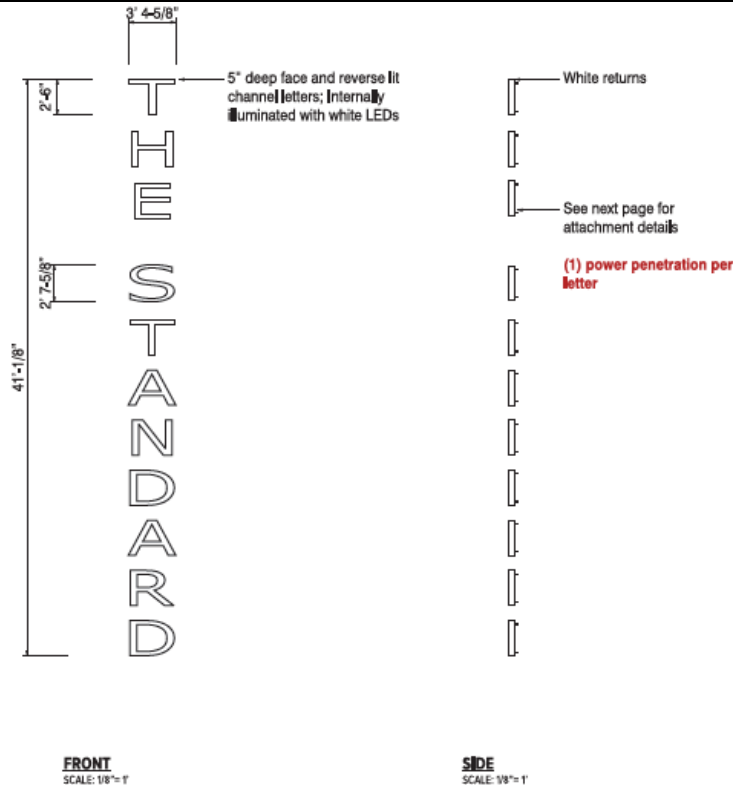 3' 4-5/8"
2'-6"
5" deep face and reverse lit
channel letters; Internally
illuminated with white LEDs
White returns
T
H
E
See next page for
attachment details
(1) power penetration per
letter
2' 7-5/8"
S
T
41'-1/8"
A
N
D
A
R
D
FRONT
SCALE: 1/8"= 1'
SIDE
SCALE: 1/8"= 1'